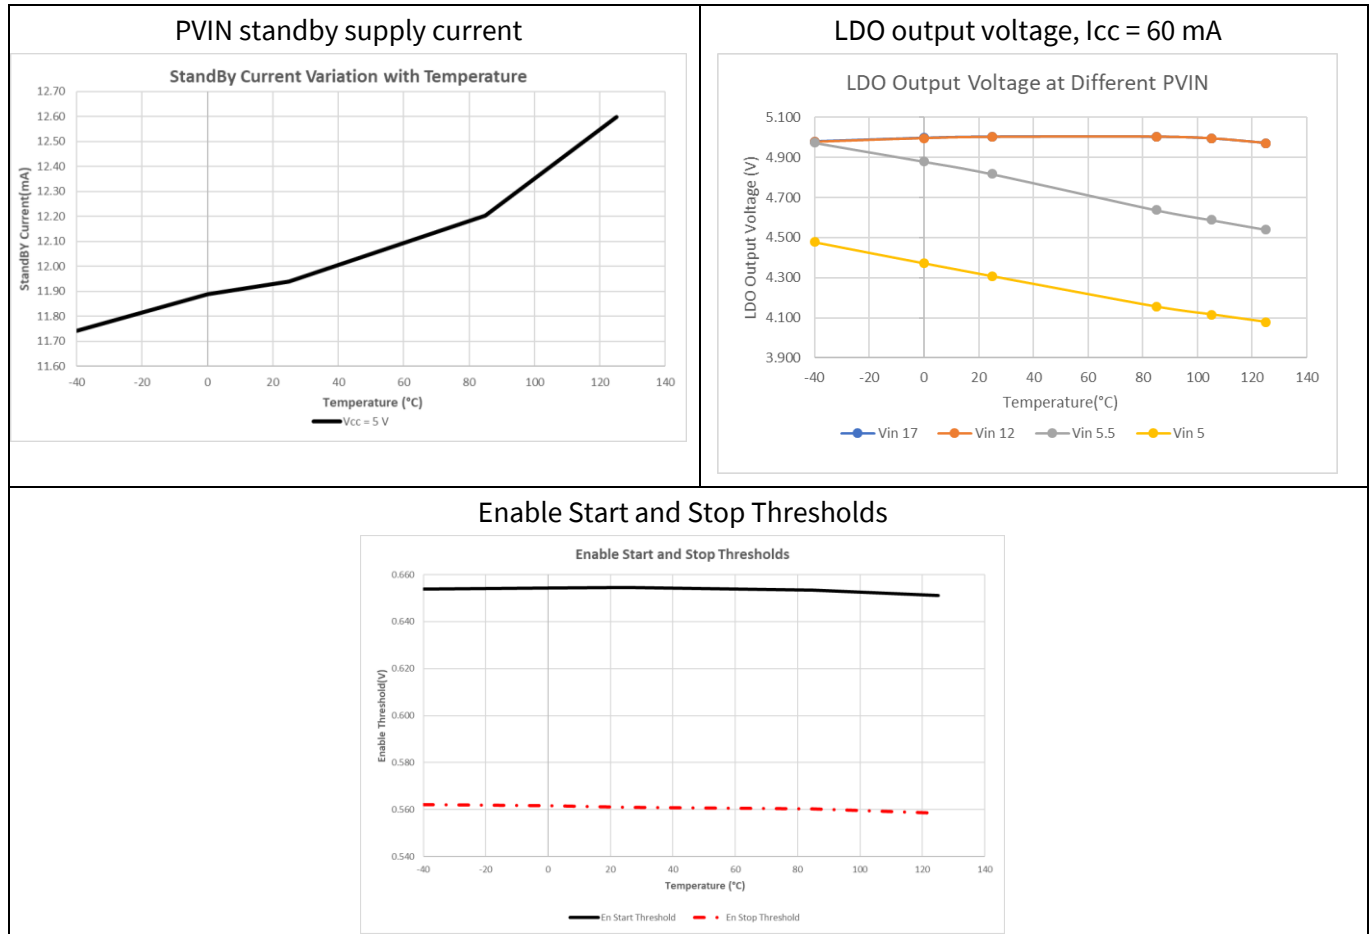 PVIN standby supply current
StandBy Current Variation with Temperature
12.70
12.60
12.50
12.40
12.30
12.20
12.10
12.00
11.90
11.80
11.70
11.60
StandBY Current(mA)
-40 -20 0 20 40 60 80 100 120 140
Temperature (°C)
Vcc = 5 V
LDO output voltage, Icc = 60 mA
LDO Output Voltage at Different PVIN
5.100
4.900
4.700
4.500
4.300
4.100
3.900
LDO Output Voltage (V)
-40 -20 0 20 40 60 80 100 120 140
Temperature(°C)
Vin 17 Vin 12 Vin 5.5 Vin 5
Enable Start and Stop Thresholds
Enable Start and Stop Thresholds
0.660
0.640
0.620
0.600
0.580
0.560
0.540
Enable Threshold(V)
-40 -20 0 20 40 60 80 100 120 140
Temperature (°C)
En Start Threshold En Stop Threshold